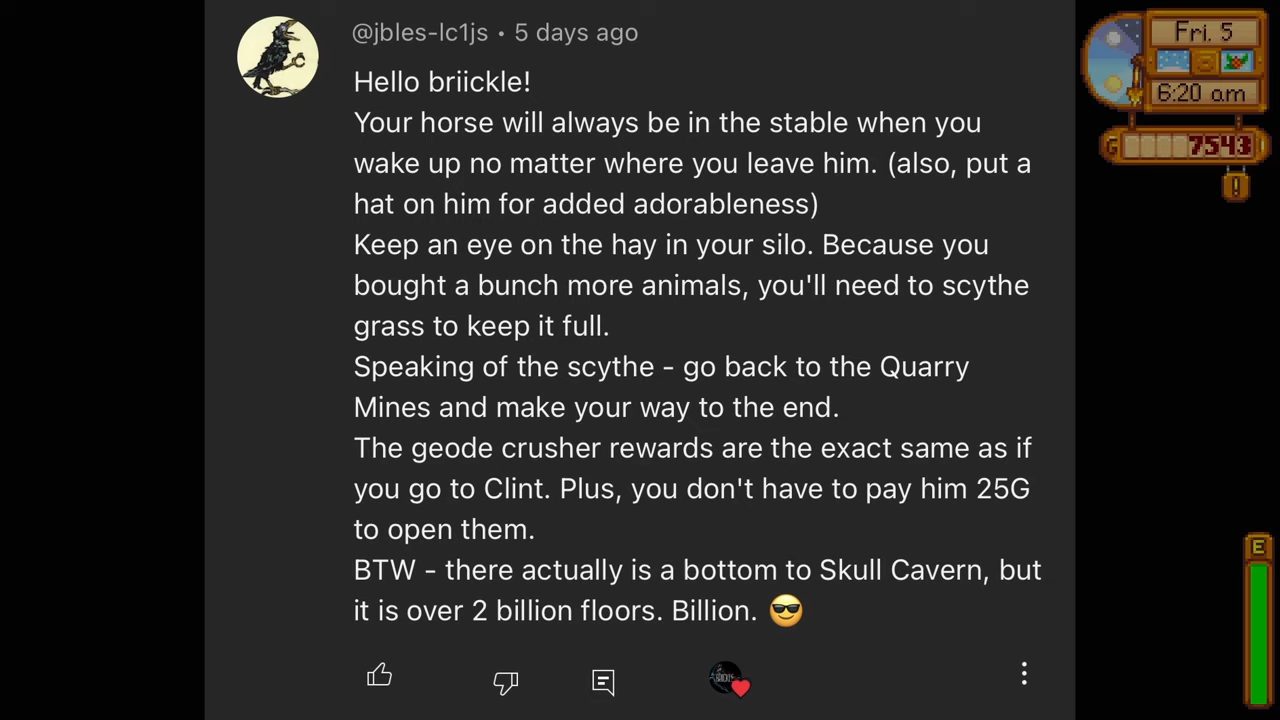 @jbles-lc1js • 5 days ago
Hello briickle!
Your horse will always be in the stable when you
wake up no matter where you leave him. (also, put a
hat on him for added adorableness)
Keep an eye on the hay in your silo. Because you
bought a bunch more animals, you'll need to scythe
grass to keep it full.
Speaking of the scythe - go back to the Quarry
Mines and make your way to the end.
The geode crusher rewards are the exact same as if
you go to Clint. Plus, you don't have to pay him 25G
to open them.
BTW - there actually is a bottom to Skull Cavern, but
it is over 2 billion floors. Billion. 😎
Fri. 5
6:20 am
G 7543
!
E